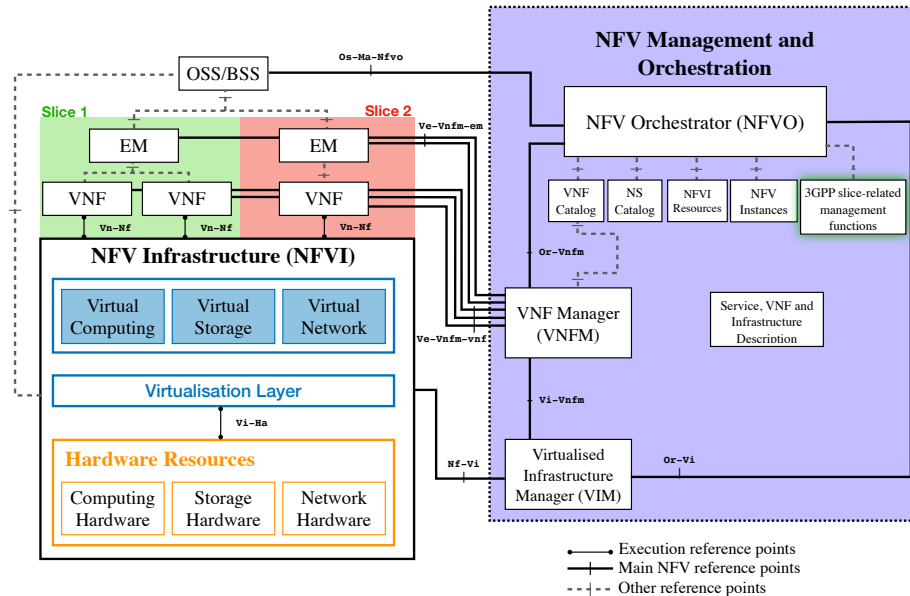 NFV Management and
Orchestration
Os-Ma-Nfvo
OSS/BSS
NFV Orchestrator (NFVO)
Slice 1
Slice 2
Ve-Vnfm-em
EM
EM
VNF
VNF
VNF
VNF
Catalog
NS
Catalog
NFVI
Resources
NFV
Instances
3GPP slice-related
management
functions
Vn-Nf
Vn-Nf
Vn-Nf
NFV Infrastructure (NFVI)
Or-Vnfm
Virtual
Computing
Virtual
Storage
Virtual
Network
VNF Manager
(VNFM)
Service, VNF and
Infrastructure
Description
Ve-Vnfm-vnf
Virtualisation Layer
Vi-Vnfm
Vi-Ha
Hardware Resources
Nf-Vi
Virtualised
Infrastructure
Manager (VIM)
Or-Vi
Computing
Hardware
Storage
Hardware
Network
Hardware
Execution reference points
Main NFV reference points
Other reference points